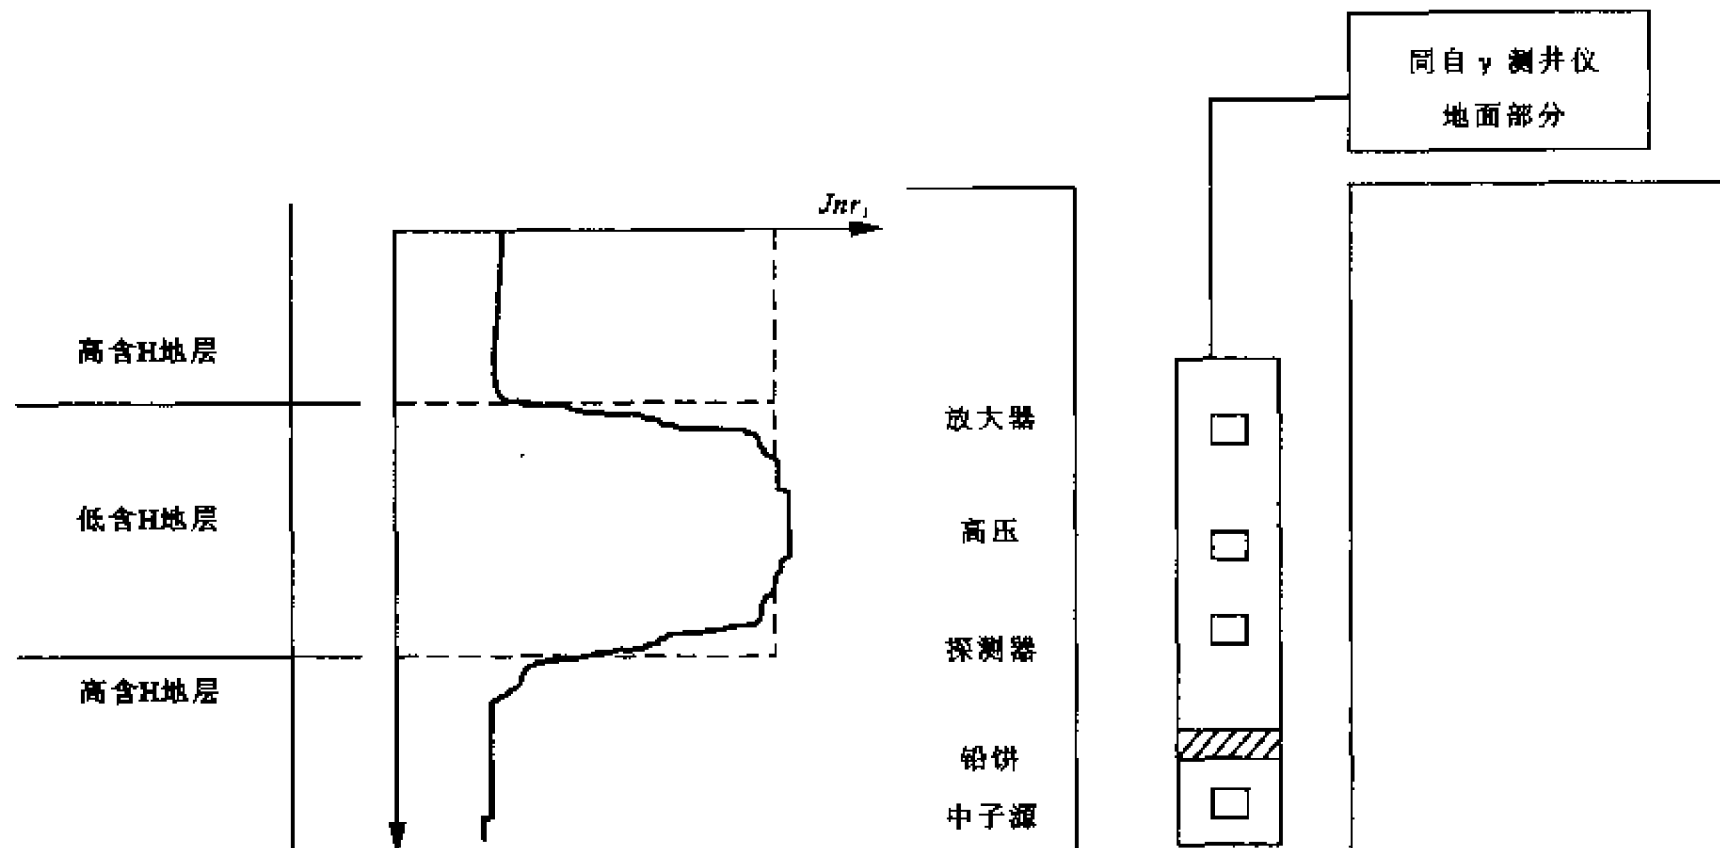 同自γ测井仪
地面部分
Jnr₁
高含H地层
低含H地层
高含H地层
放大器
高压
探测器
铅饼
中子源